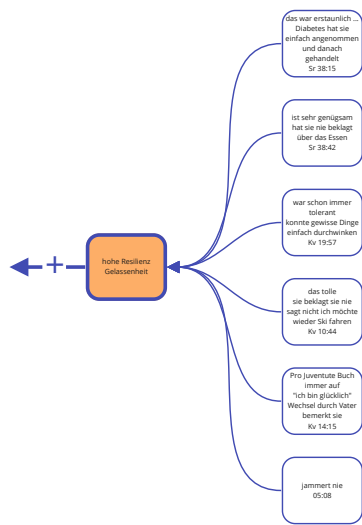 das war erstaunlich ...
Diabetes hat sie
einfach angenommen
und danach
gehandelt
Sr 38:15
ist sehr genügsam
hat sie nie beklagt
über das Essen
Sr 38:42
war schon immer
tolerant
konnte gewisse Dinge
einfach durchwinken
Kv 19:57
+
hohe Resilienz
Gelassenheit
das tolle
sie beklagt sie nie
sagt nicht ich möchte
wieder Ski fahren
Kv 10:44
Pro Juventute Buch
immer auf
"ich bin glücklich"
Wechsel durch Vater
bemerkt sie
Kv 14:15
jammert nie
05:08